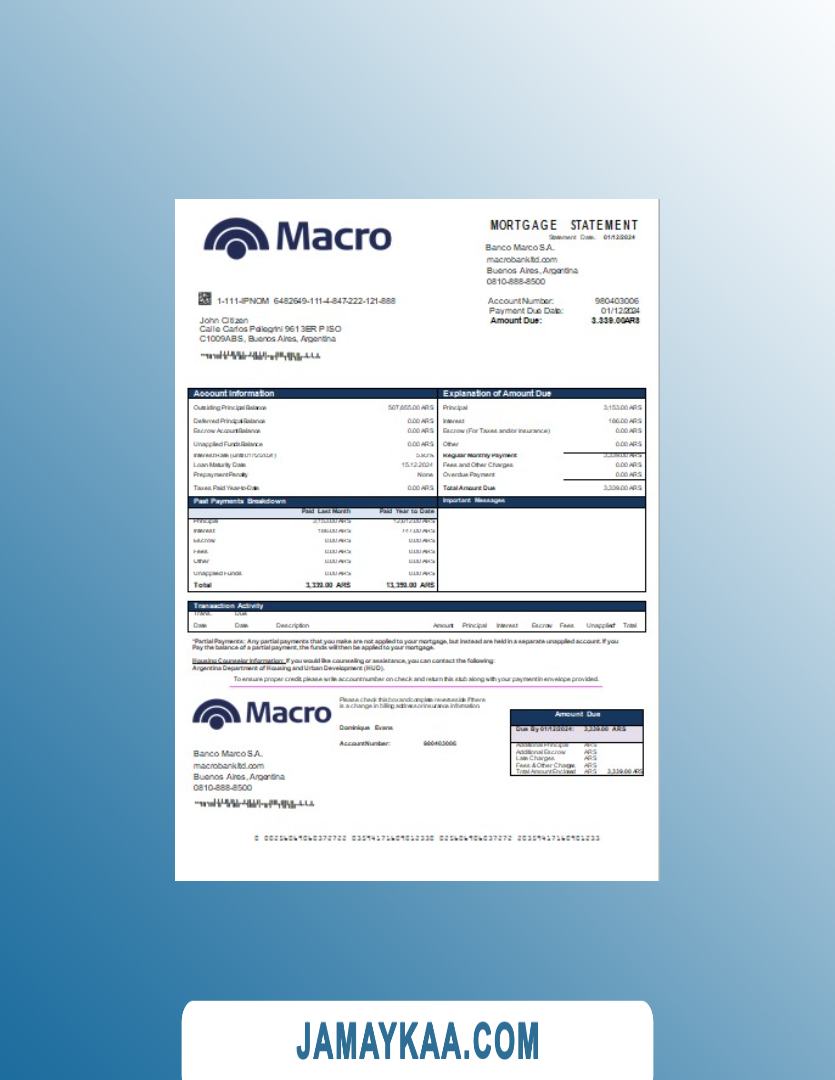 Macro
MORTGAGE STATEMENT
Statement Date: 01/12/2024
Banco Marco S.A.
macrobankltd.com
Buenos Aires, Argentina
0810-888-8500
1-111-IPNOM 6482649-111-4-847-222-121-888
Account Number: 980403006
Payment Due Date: 01/12/2024
Amount Due: 3.339.00ARS
John Citizen
Calle Carlos Pellegrini 961 3ER PISO
C1009ABS, Buenos Aires, Argentina
Account Information
Explanation of Amount Due
Outsiding Principal Balance 507,655.00 ARS
Principal 3,153.00 ARS
Deferred Principal Balance 0.00 ARS
Interest 186.00 ARS
Escrow Account Balance 0.00 ARS
Escrow (For Taxes and/or Insurance) 0.00 ARS
Unapplied Funds Balance 0.00 ARS
Other 0.00 ARS
Interest Rate (until 01/12/2024)
Regular Monthly Payment 3,339.00 ARS
Loan Maturity Date 15.12.2024
Fees and Other Charges 0.00 ARS
Prepayment Penalty None
Overdue Payment 0.00 ARS
Taxes Paid Year-to-Date 0.00 ARS
Total Amount Due 3,339.00 ARS
Past Payments Breakdown
Important Messages
Paid Last Month Paid Year to Date
Principal 3,153.00 ARS 12,612.00 ARS
Interest 186.00 ARS 747.00 ARS
Escrow 0.00 ARS 0.00 ARS
Fees 0.00 ARS 0.00 ARS
Other 0.00 ARS 0.00 ARS
Unapplied Funds 0.00 ARS 0.00 ARS
Total 3,339.00 ARS 13,359.00 ARS
Transaction Activity
Trans. Due
Date Date Description Amount Principal Interest Escrow Fees Unapplied* Total
*Partial Payments: Any partial payments that you make are not applied to your mortgage, but instead are held in a separate unapplied account. If you
Pay the balance of a partial payment, the funds will then be applied to your mortgage.
Housing Counselor Information: If you would like counseling or assistance, you can contact the following:
Argentina Department of Housing and Urban Development (HUD).
To ensure proper credit please write account number on check and return this stub along with your payment in envelope provided.
Macro
Please check this box and complete reverse side if there
is a change in billing address or insurance information.
Dominique Evans
Account Number: 980403006
Amount Due
Due By 01/12/2024: 3,339.00 ARS
Additional Principal ARS
Additional Escrow ARS
Late Charges ARS
Fees & Other Charges ARS
Total Amount Enclosed ARS 3,339.00 ARS
Banco Marco S.A.
macrobankltd.com
Buenos Aires, Argentina
0810-888-8500
JAMAYKAA.COM